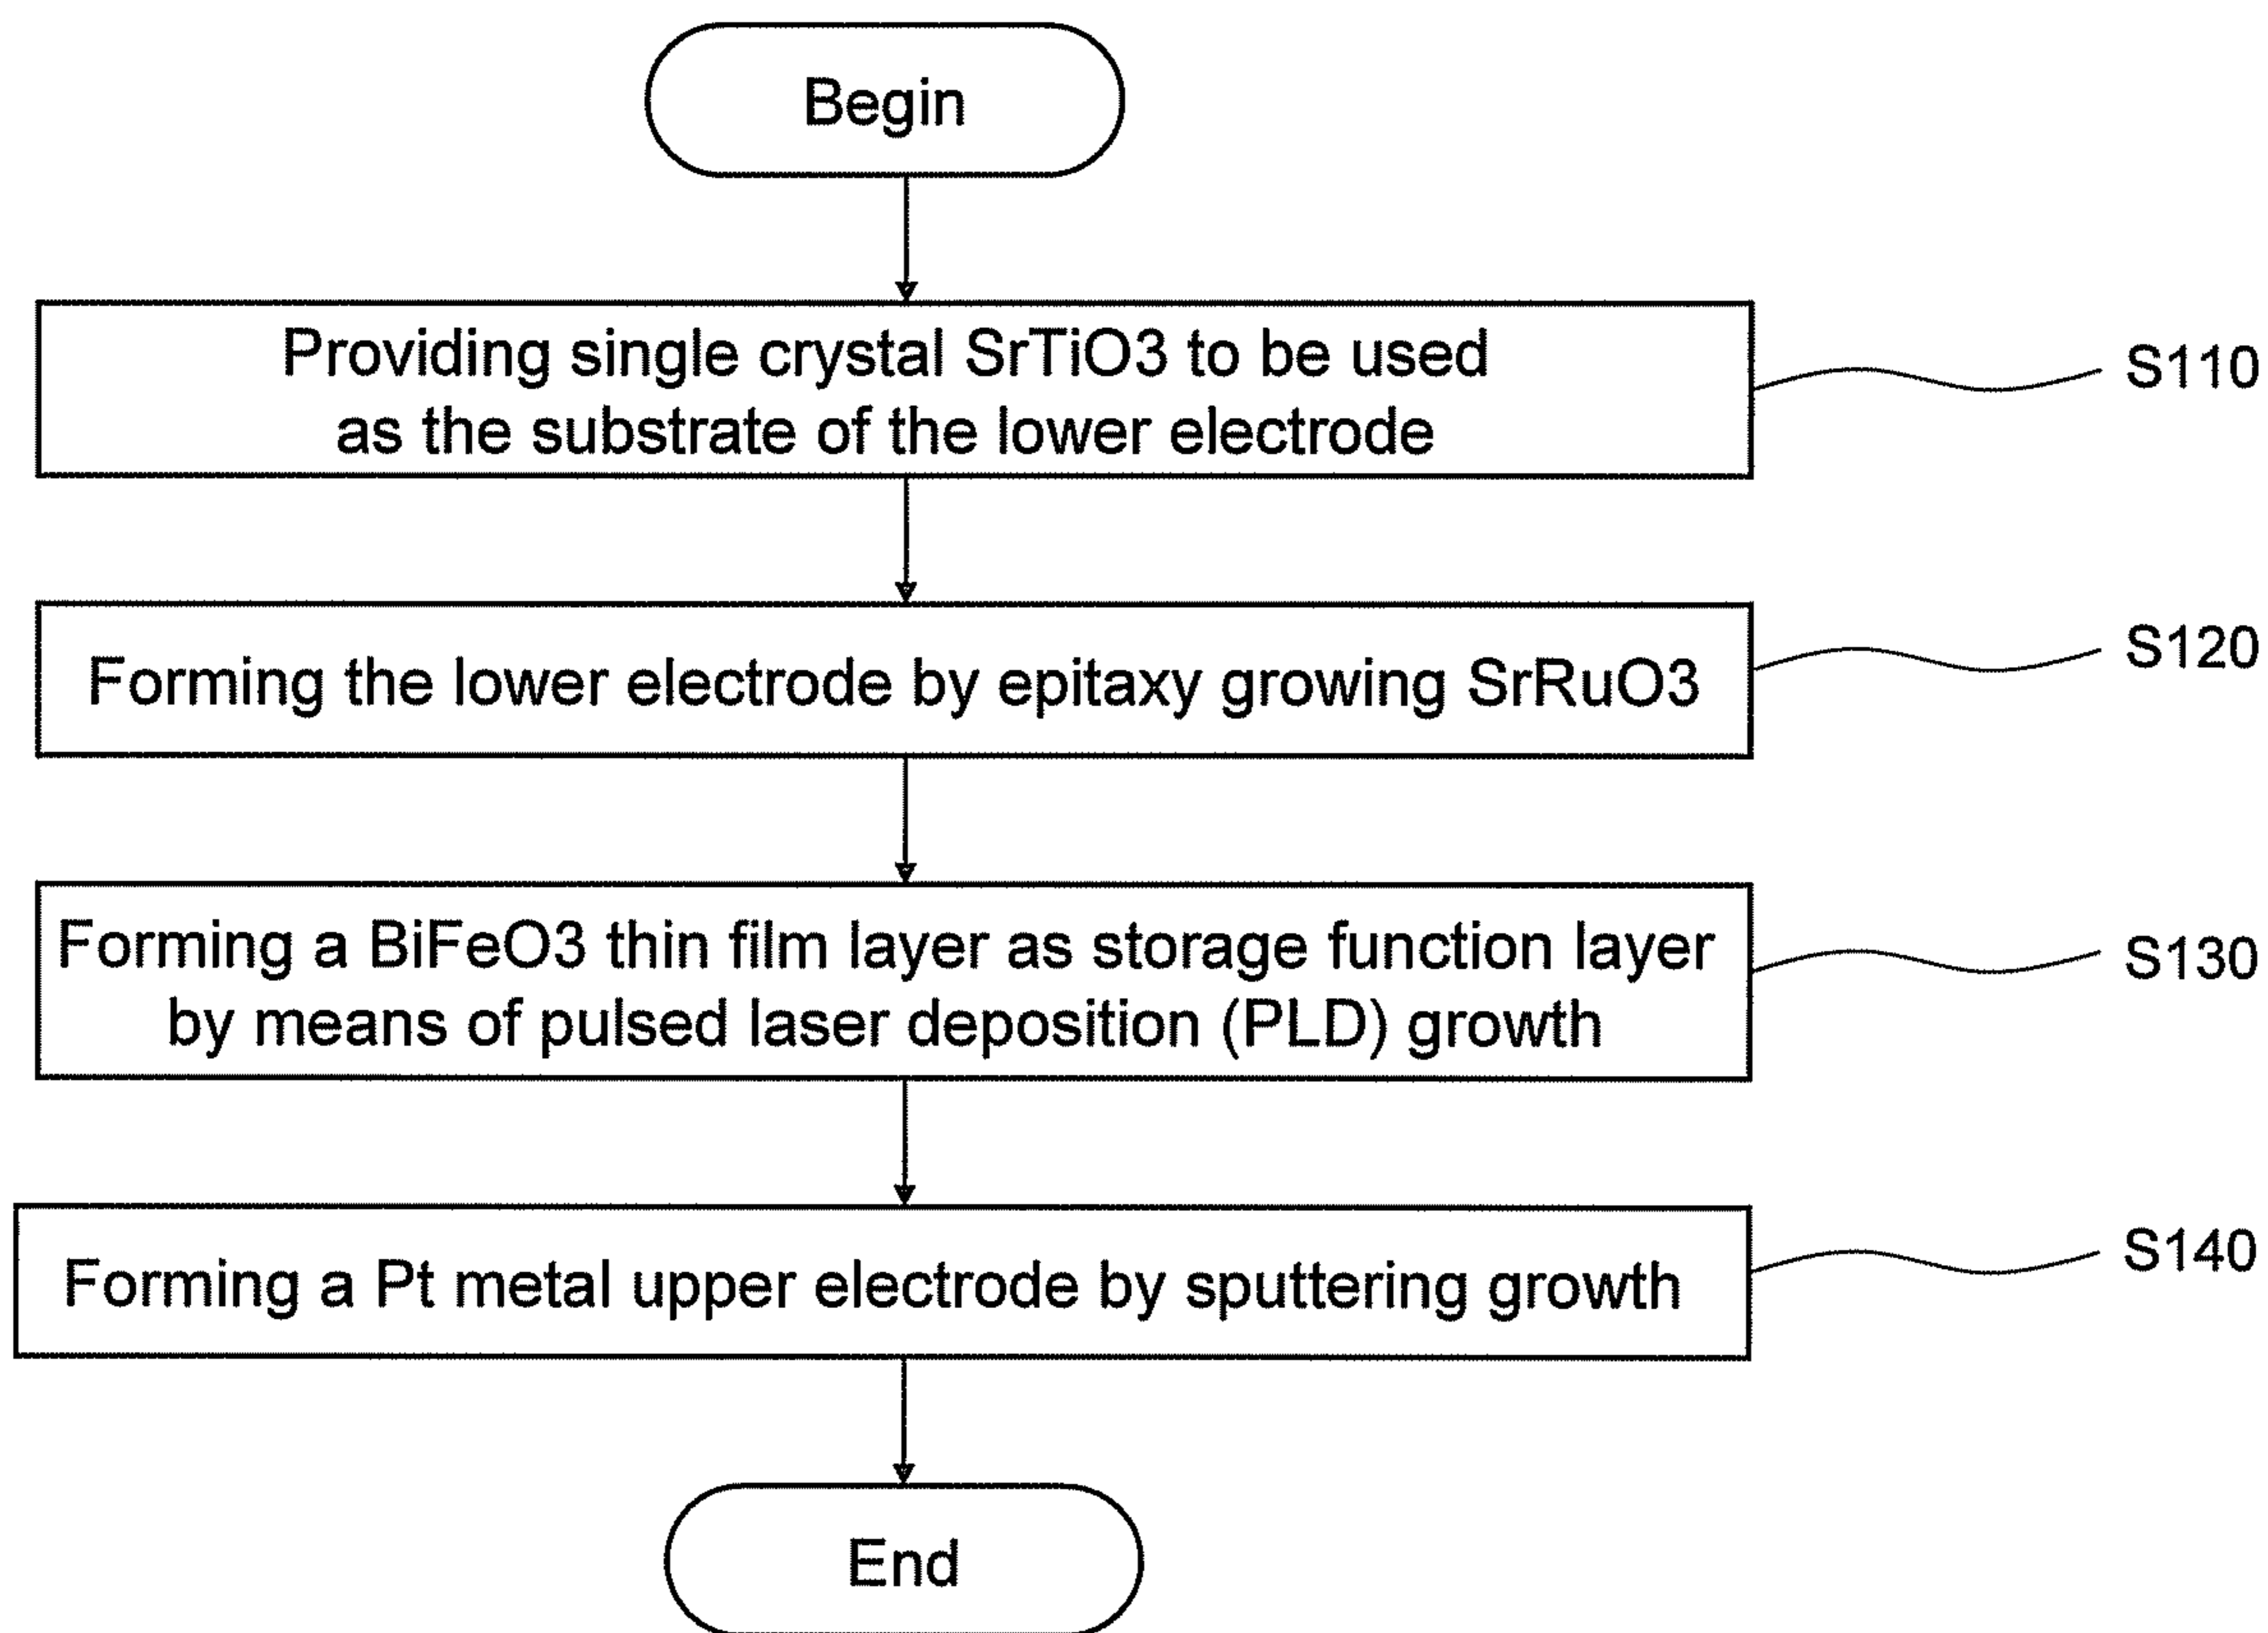 Begin
Providing single crystal SrTiO3 to be used
as the substrate of the lower electrode
S110
Forming the lower electrode by epitaxy growing SrRuO3
S120
Forming a BiFeO3 thin film layer as storage function layer
by means of pulsed laser deposition (PLD) growth
S130
Forming a Pt metal upper electrode by sputtering growth
S140
End